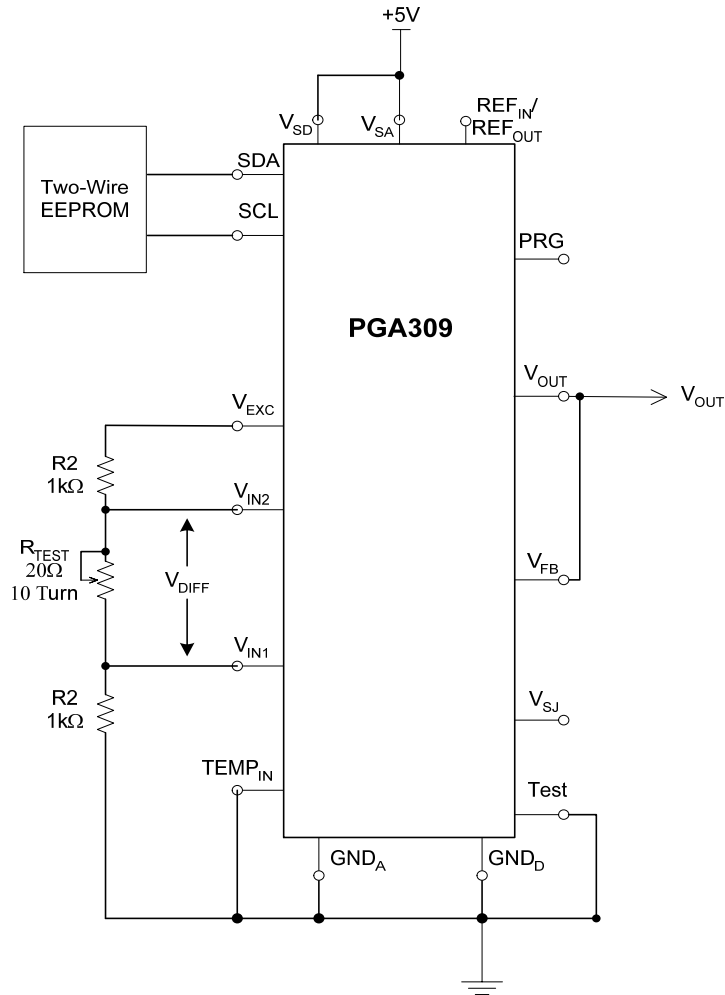 +5V
VSD
VSA
REFIN/
REFOUT
Two-Wire
EEPROM
SDA
SCL
PRG
PGA309
VEXC
VOUT
VOUT
R2
1kΩ
VIN2
RTEST
20Ω
10 Turn
VDIFF
VFB
VIN1
R2
1kΩ
VSJ
TEMPIN
Test
GNDA
GNDD